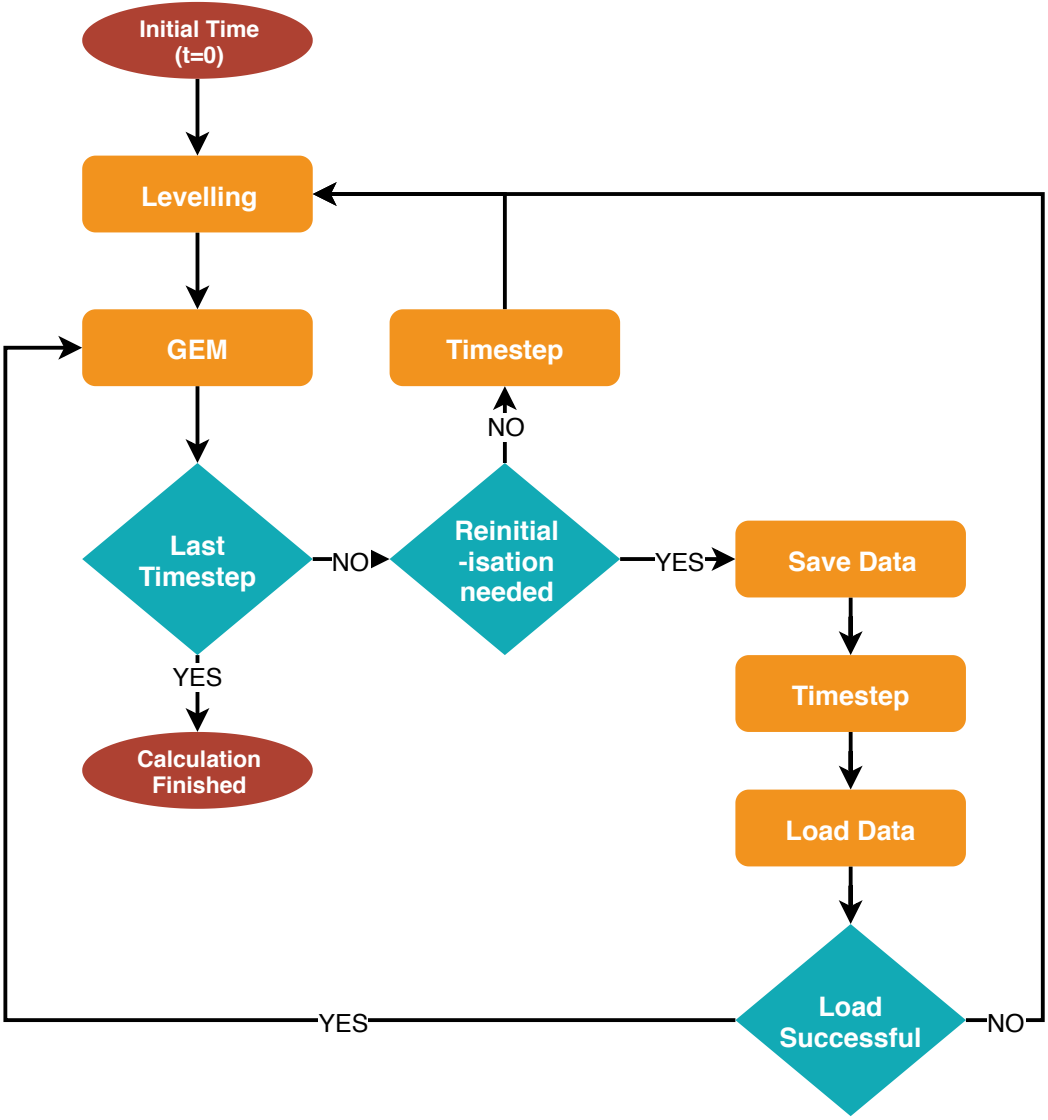 Initial Time
(t=0)
Levelling
GEM
Timestep
NO
Last
Timestep
NO
Reinitial
-isation
needed
YES
Save Data
YES
Timestep
Calculation
Finished
Load Data
Load
Successful
YES
NO